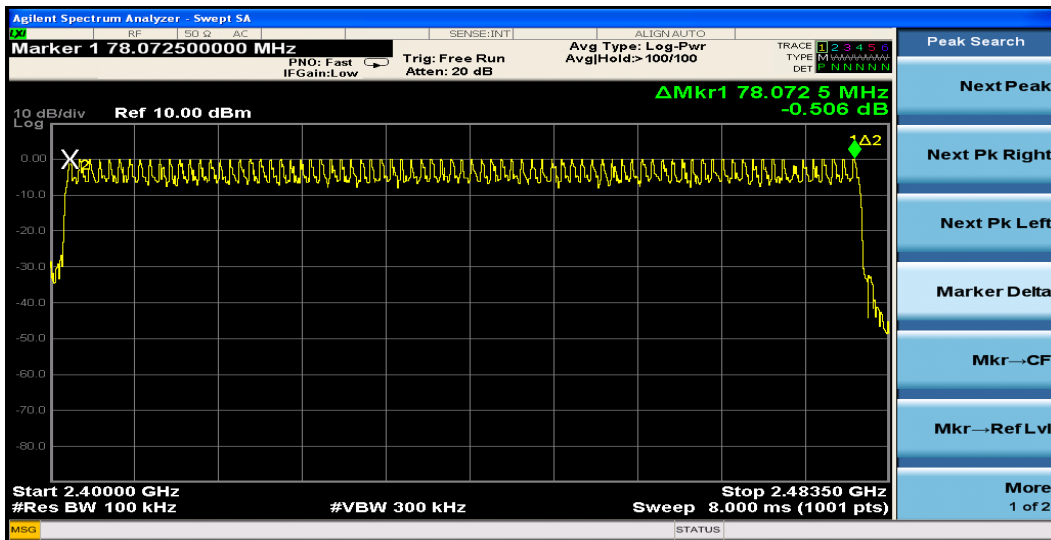 Agilent Spectrum Analyzer - Swept SA
LXI RF 50 Ω AC SENSE:INT ALIGN AUTO
Marker 1 78.072500000 MHz
PNO: Fast
IFGain:Low
Trig: Free Run
Atten: 20 dB
Avg Type: Log-Pwr
Avg|Hold:>100/100
TRACE 1 2 3 4 5 6
TYPE M
DET P N N N N N
ΔMkr1 78.072 5 MHz
-0.506 dB
10 dB/div Ref 10.00 dBm
Log
1Δ2
X2
0.00
-10.0
-20.0
-30.0
-40.0
-50.0
-60.0
-70.0
-80.0
Start 2.40000 GHz Stop 2.48350 GHz
#Res BW 100 kHz #VBW 300 kHz Sweep 8.000 ms (1001 pts)
MSG STATUS
Peak Search
Next Peak
Next Pk Right
Next Pk Left
Marker Delta
Mkr→CF
Mkr→Ref Lvl
More
1 of 2